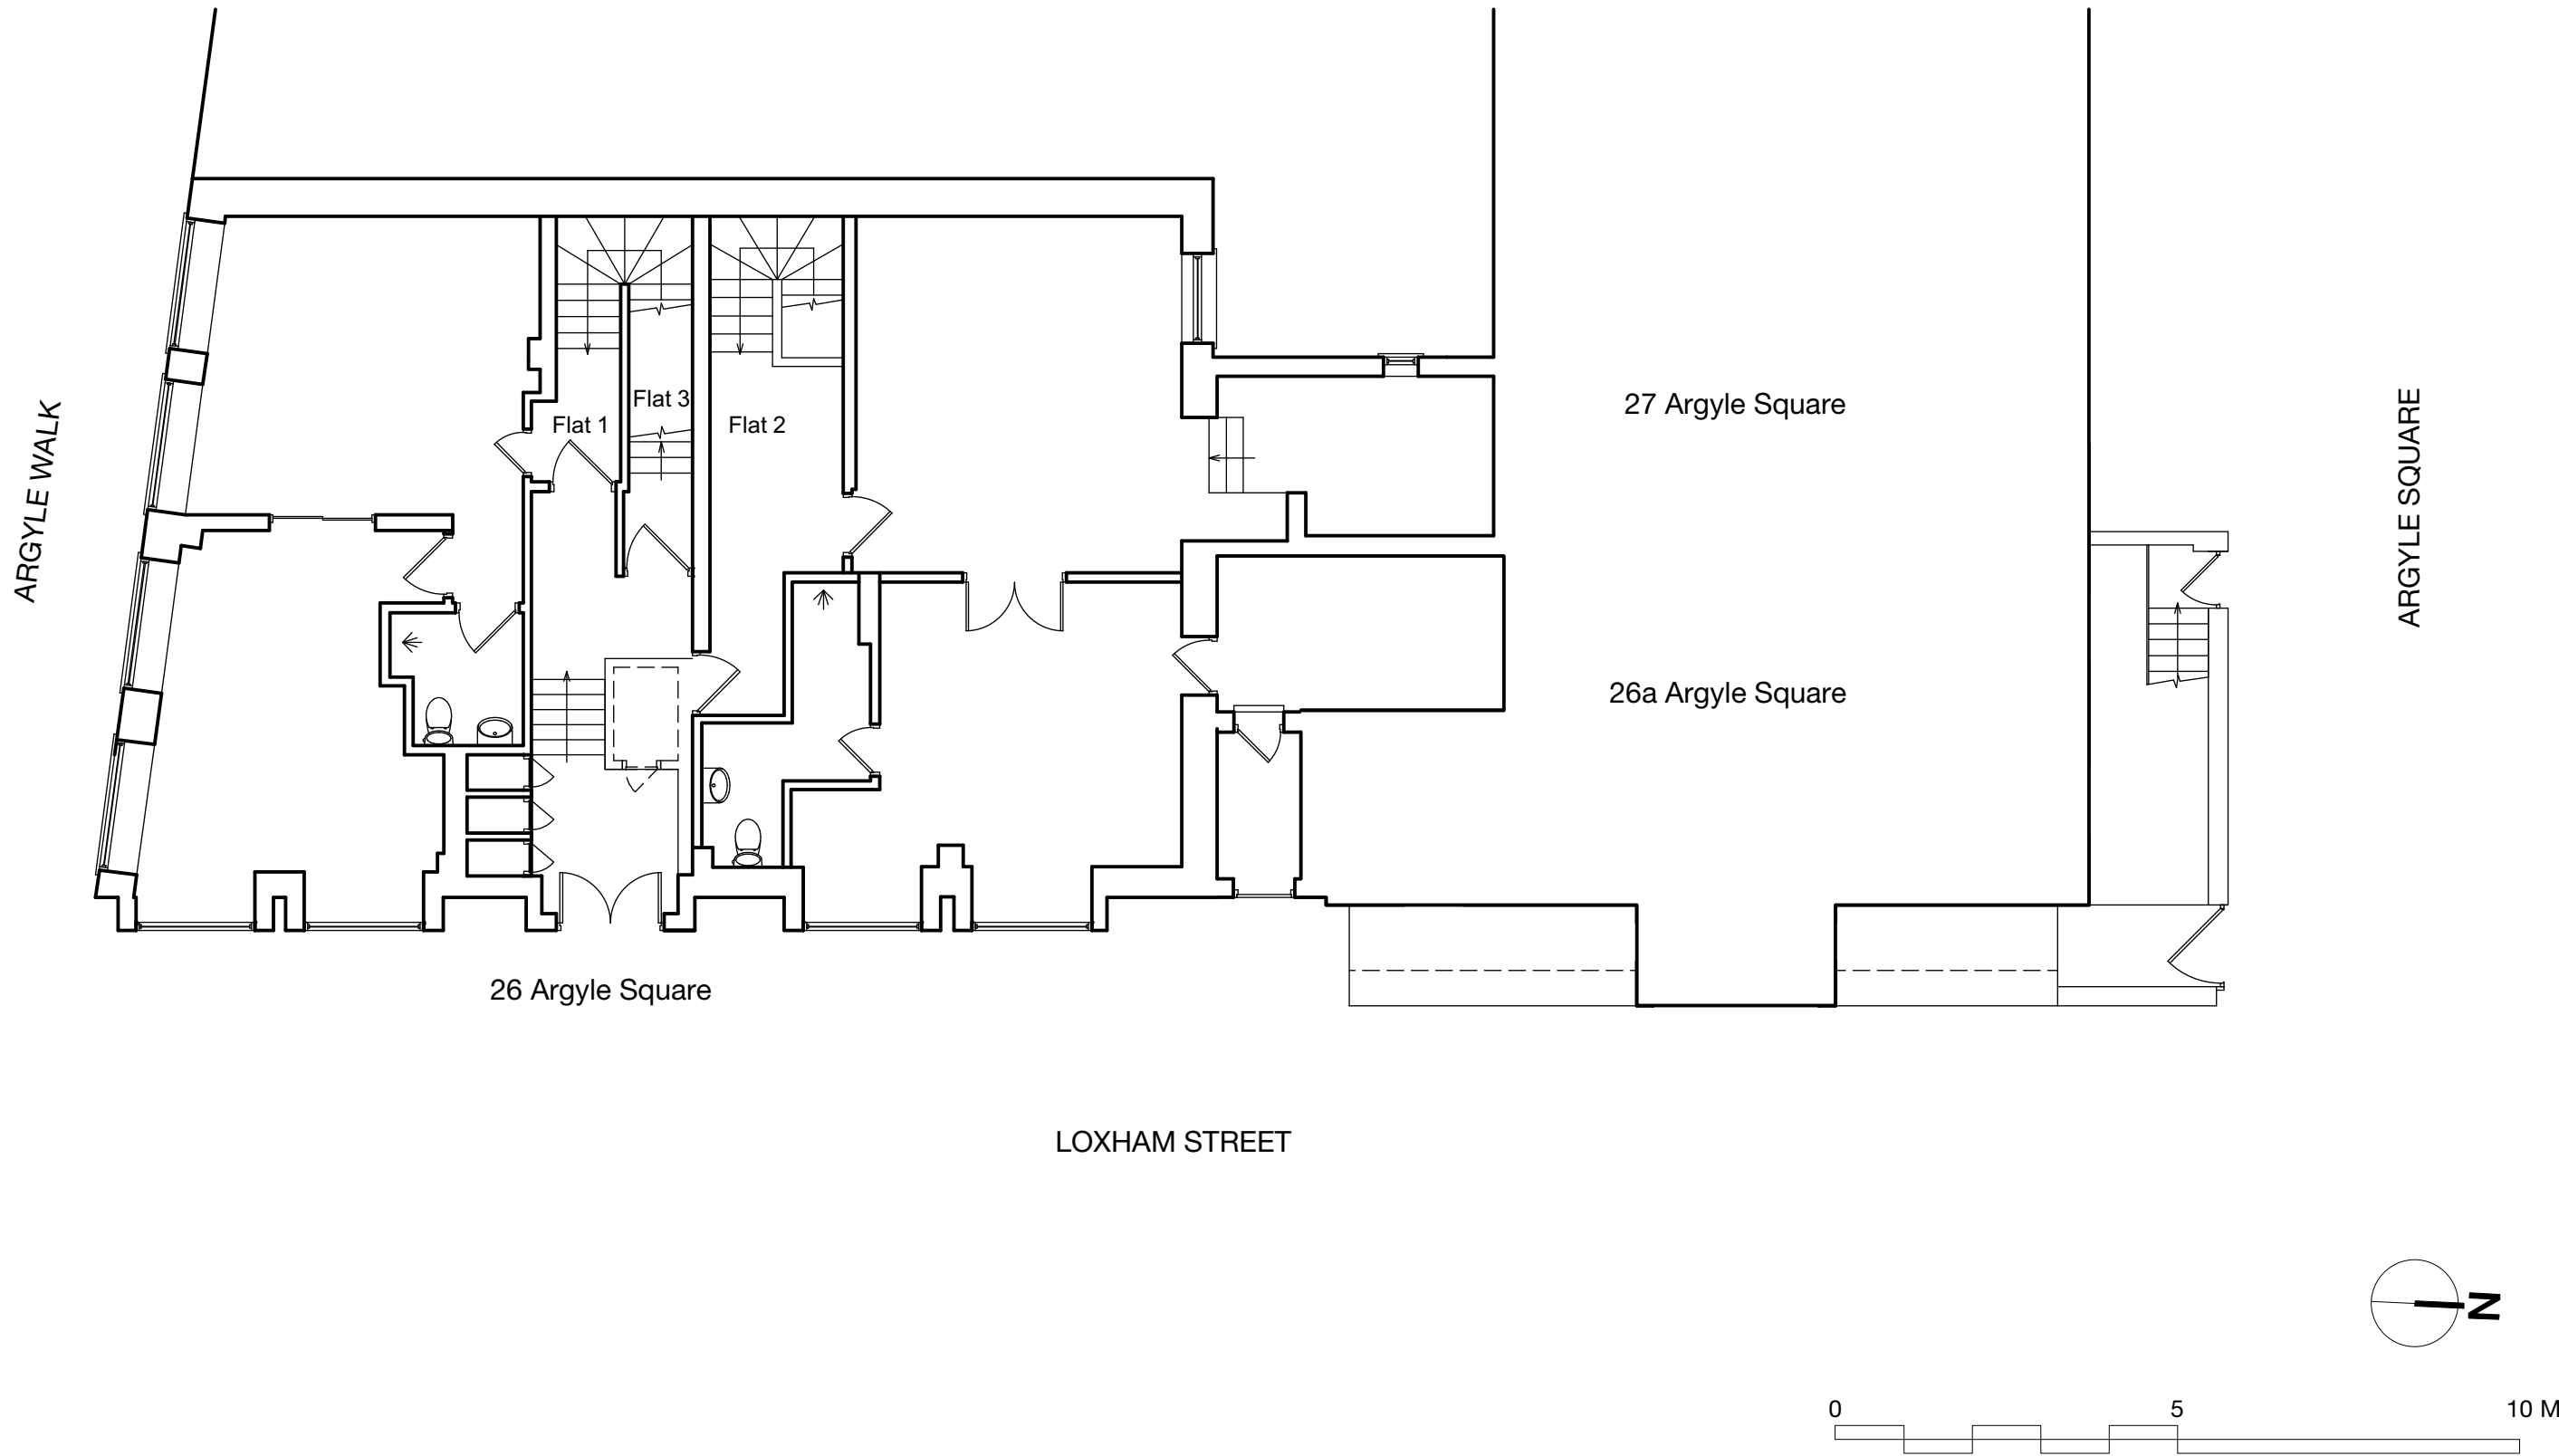 27 Argyle Square
Flat 3
Flat 1
Flat 2
ARGYLE WALK
ARGYLE SQUARE
26a Argyle Square
26 Argyle Square
LOXHAM STREET
N
0 5 10 M